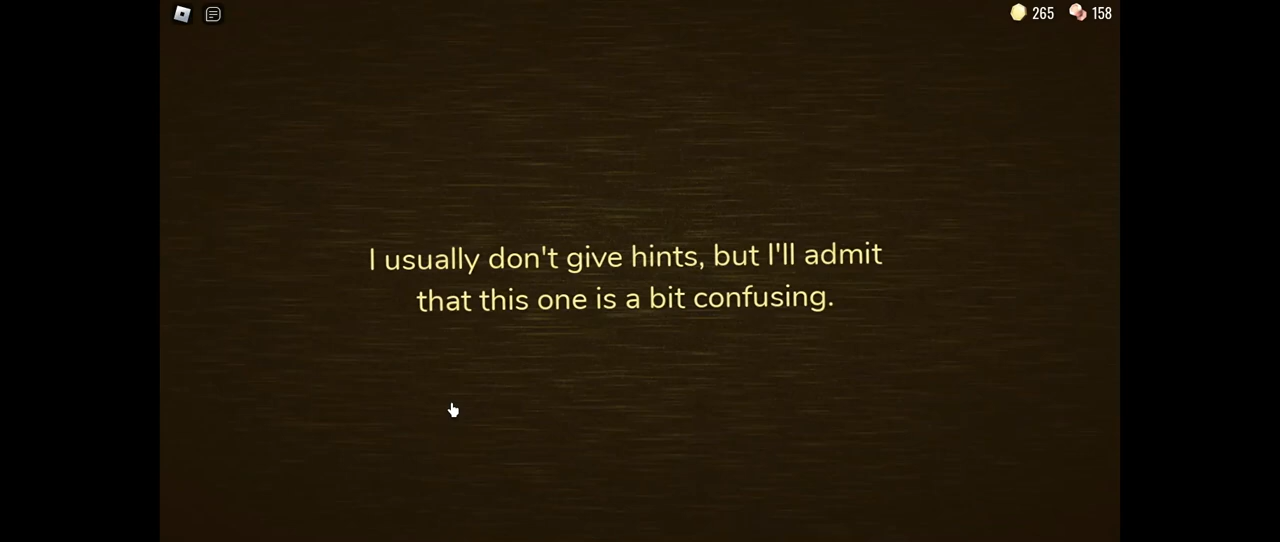 265 158
I usually don't give hints, but I'll admit
that this one is a bit confusing.